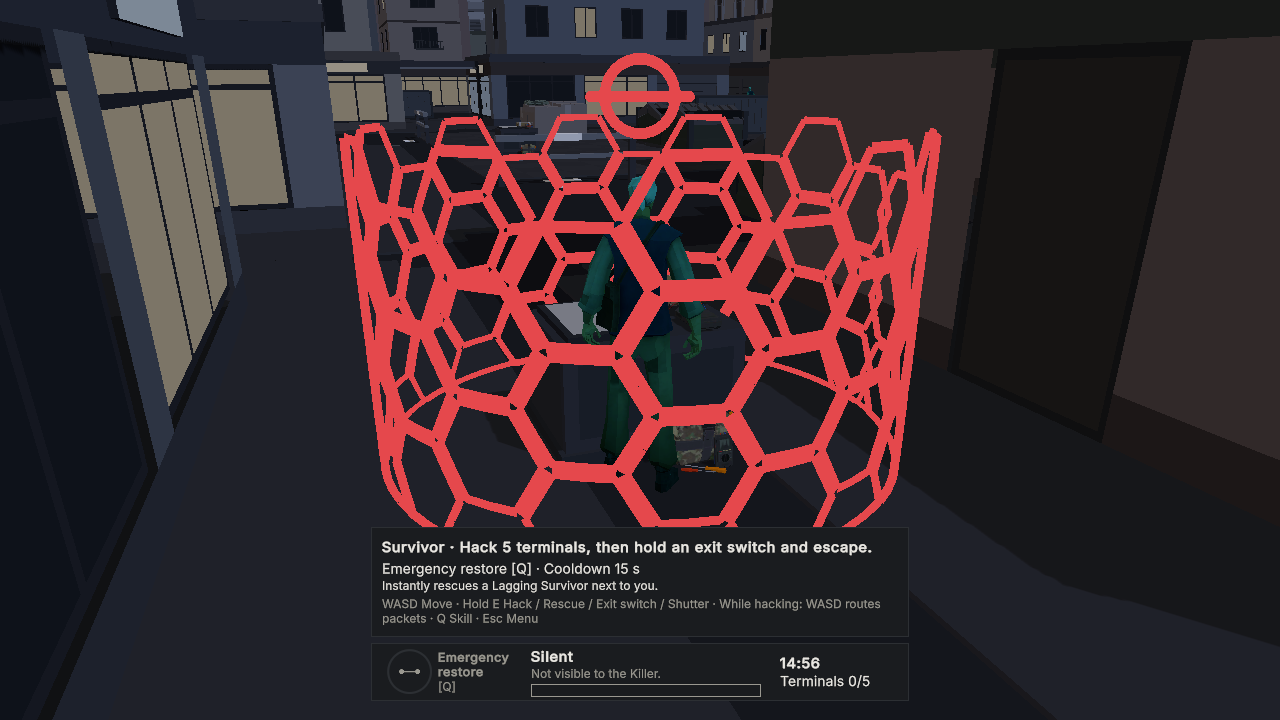 Survivor · Hack 5 terminals, then hold an exit switch and escape.
Emergency restore [Q] · Cooldown 15 s
Instantly rescues a Lagging Survivor next to you.
WASD Move · Hold E Hack / Rescue / Exit switch / Shutter · While hacking: WASD routes
packets · Q Skill · Esc Menu
Emergency
restore
[Q]
Silent
Not visible to the Killer.
14:56
Terminals 0/5